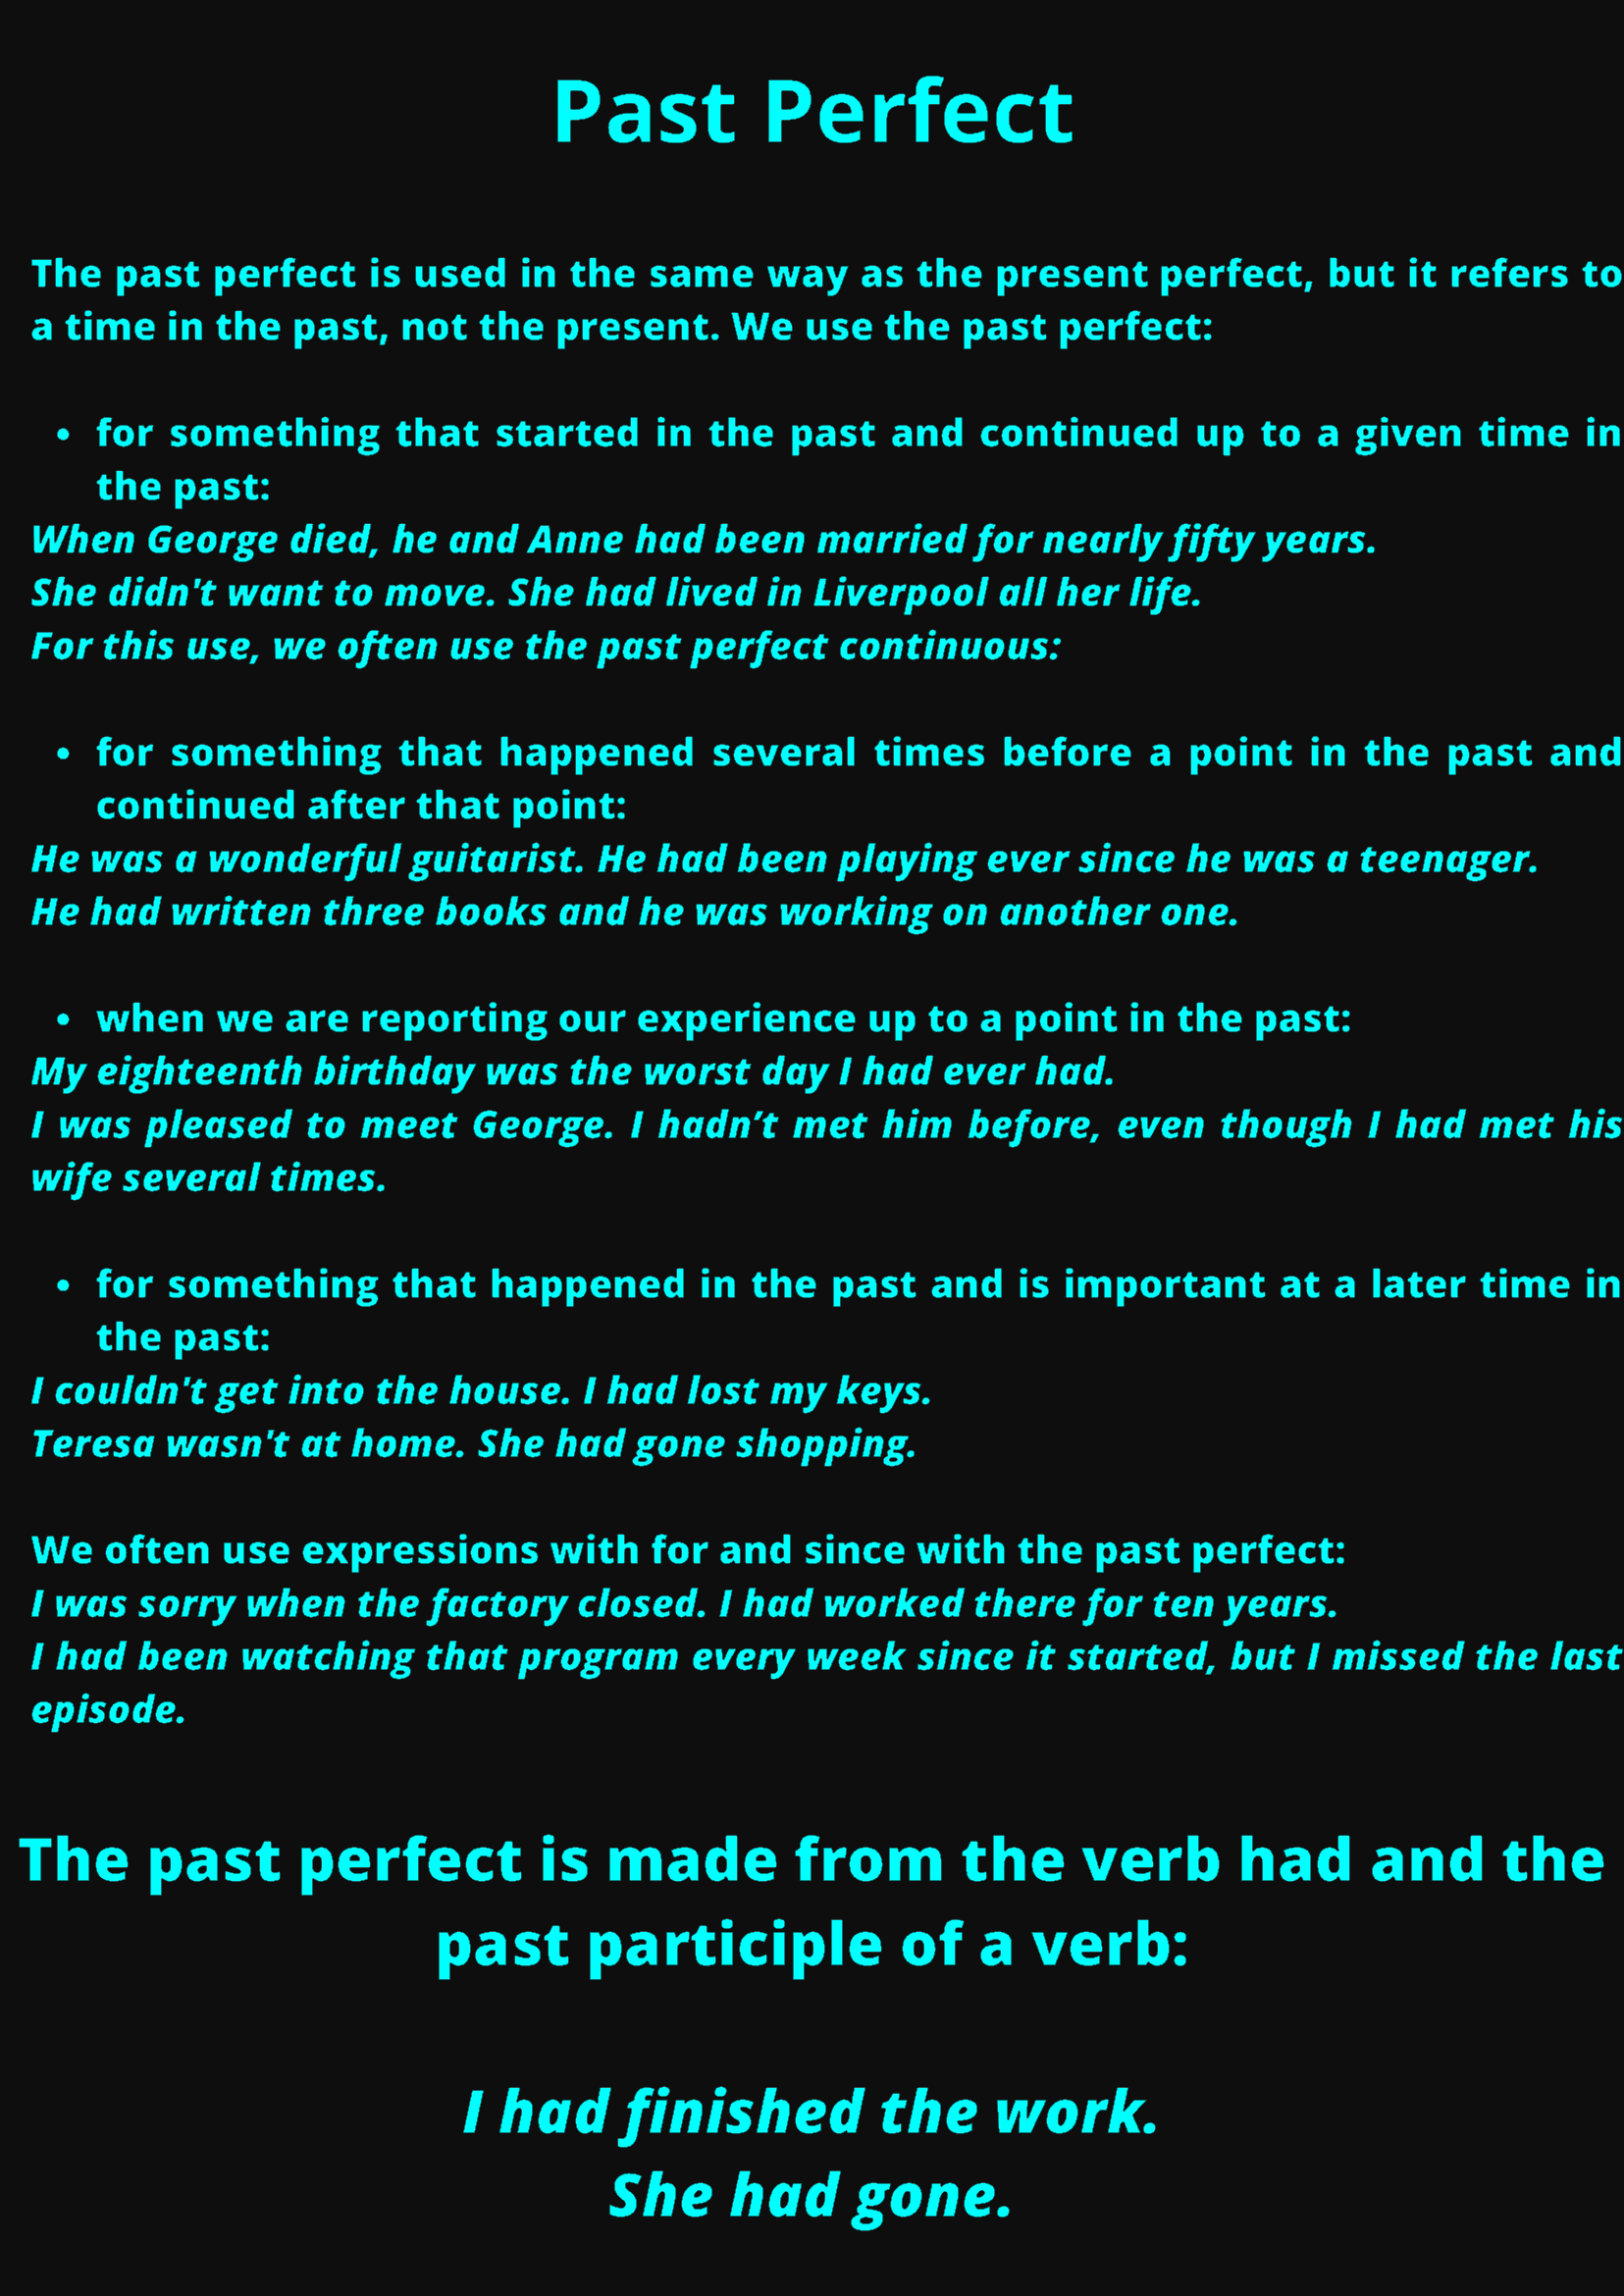 Past Perfect
The past perfect is used in the same way as the present perfect, but it refers to
a time in the past, not the present. We use the past perfect:
• for something that started in the past and continued up to a given time in
the past:
When George died, he and Anne had been married for nearly fifty years.
She didn't want to move. She had lived in Liverpool all her life.
For this use, we often use the past perfect continuous:
• for something that happened several times before a point in the past and
continued after that point:
He was a wonderful guitarist. He had been playing ever since he was a teenager.
He had written three books and he was working on another one.
• when we are reporting our experience up to a point in the past:
My eighteenth birthday was the worst day I had ever had.
I was pleased to meet George. I hadn’t met him before, even though I had met his
wife several times.
• for something that happened in the past and is important at a later time in
the past:
I couldn't get into the house. I had lost my keys.
Teresa wasn't at home. She had gone shopping.
We often use expressions with for and since with the past perfect:
I was sorry when the factory closed. I had worked there for ten years.
I had been watching that program every week since it started, but I missed the last
episode.
The past perfect is made from the verb had and the
past participle of a verb:
I had finished the work.
She had gone.